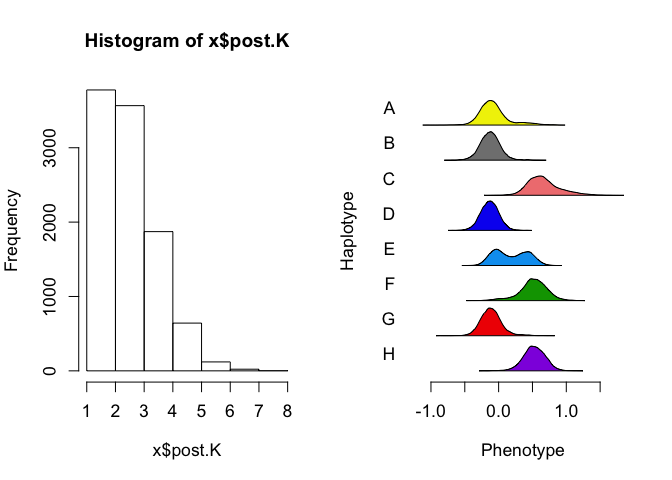 Histogram of x$post.K
Frequency
0
1000
2000
3000
1 2 3 4 5 6 7 8
x$post.K
Haplotype
A
B
C
D
E
F
G
H
-1.0 0.0 1.0
Phenotype